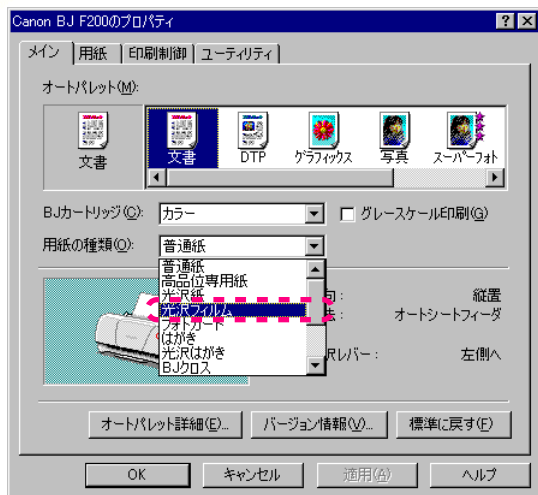 Canon BJ F200のプロパティ
メイン 用紙 印刷制御 ユーティリティ
オートパレット(M):
文書 文書 DTP グラフィックス 写真 スーパーフォト
BJカートリッジ(C): カラー グレースケール印刷(G)
用紙の種類(O): 普通紙
普通紙
高品位専用紙
光沢紙
光沢フィルム
フォトカード
はがき
光沢はがき
BJクロス
向: 縦置
法: オートシートフィーダ
沢レバー: 左側へ
オートパレット詳細(E)... バージョン情報(V)... 標準に戻す(F)
OK キャンセル 適用(A) ヘルプ